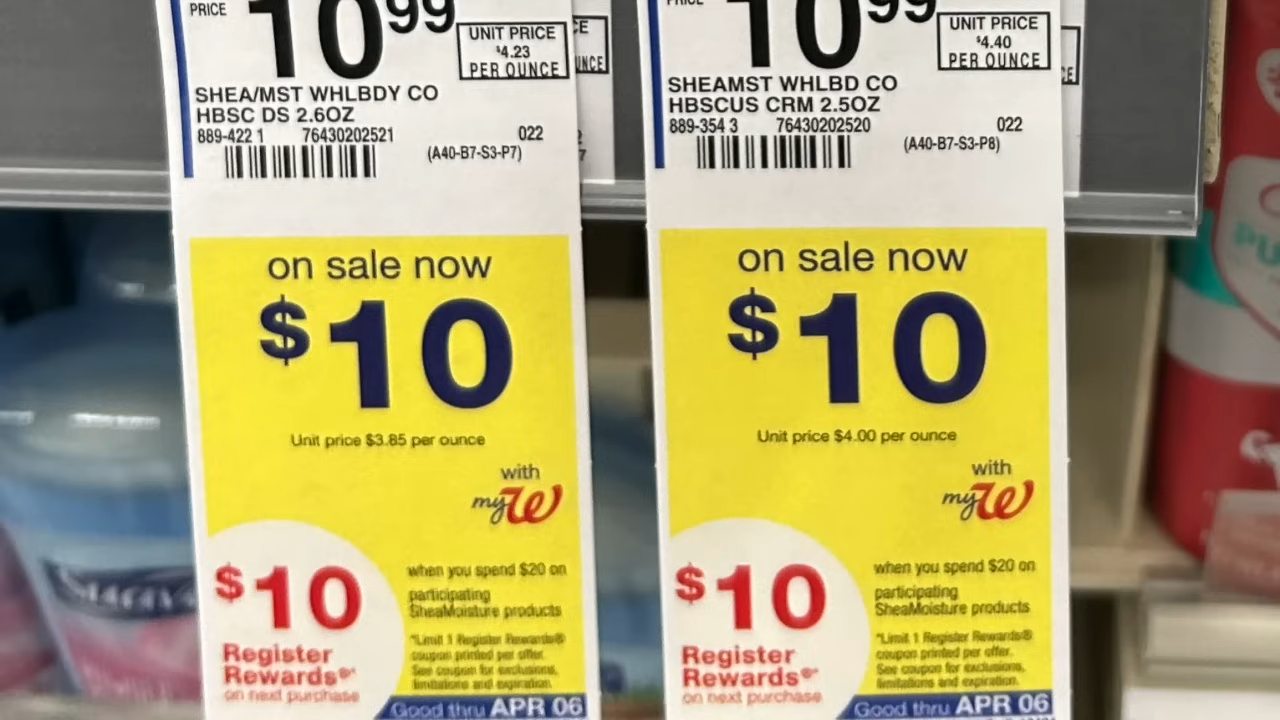 PRICE
10 99
UNIT PRICE
$4.23
PER OUNCE
SHEA/MST WHLBDY CO
HBSC DS 2.6OZ
889-422 1 76430202521 022
(A40-B7-S3-P7)
on sale now
$10
Unit price $3.85 per ounce
with
myW
$10
Register
Rewards®*
on next purchase
when you spend $20 on
participating
SheaMoisture products
*Limit 1 Register Rewards®
coupon printed per offer.
See coupon for exclusions,
limitations and expiration.
Good thru APR 06
PRICE
10 99
UNIT PRICE
$4.40
PER OUNCE
SHEAMST WHLBD CO
HBSCUS CRM 2.5OZ
889-354 3 76430202520 022
(A40-B7-S3-P8)
on sale now
$10
Unit price $4.00 per ounce
with
myW
$10
Register
Rewards®*
on next purchase
when you spend $20 on
participating
SheaMoisture products
*Limit 1 Register Rewards®
coupon printed per offer.
See coupon for exclusions,
limitations and expiration.
Good thru APR 06